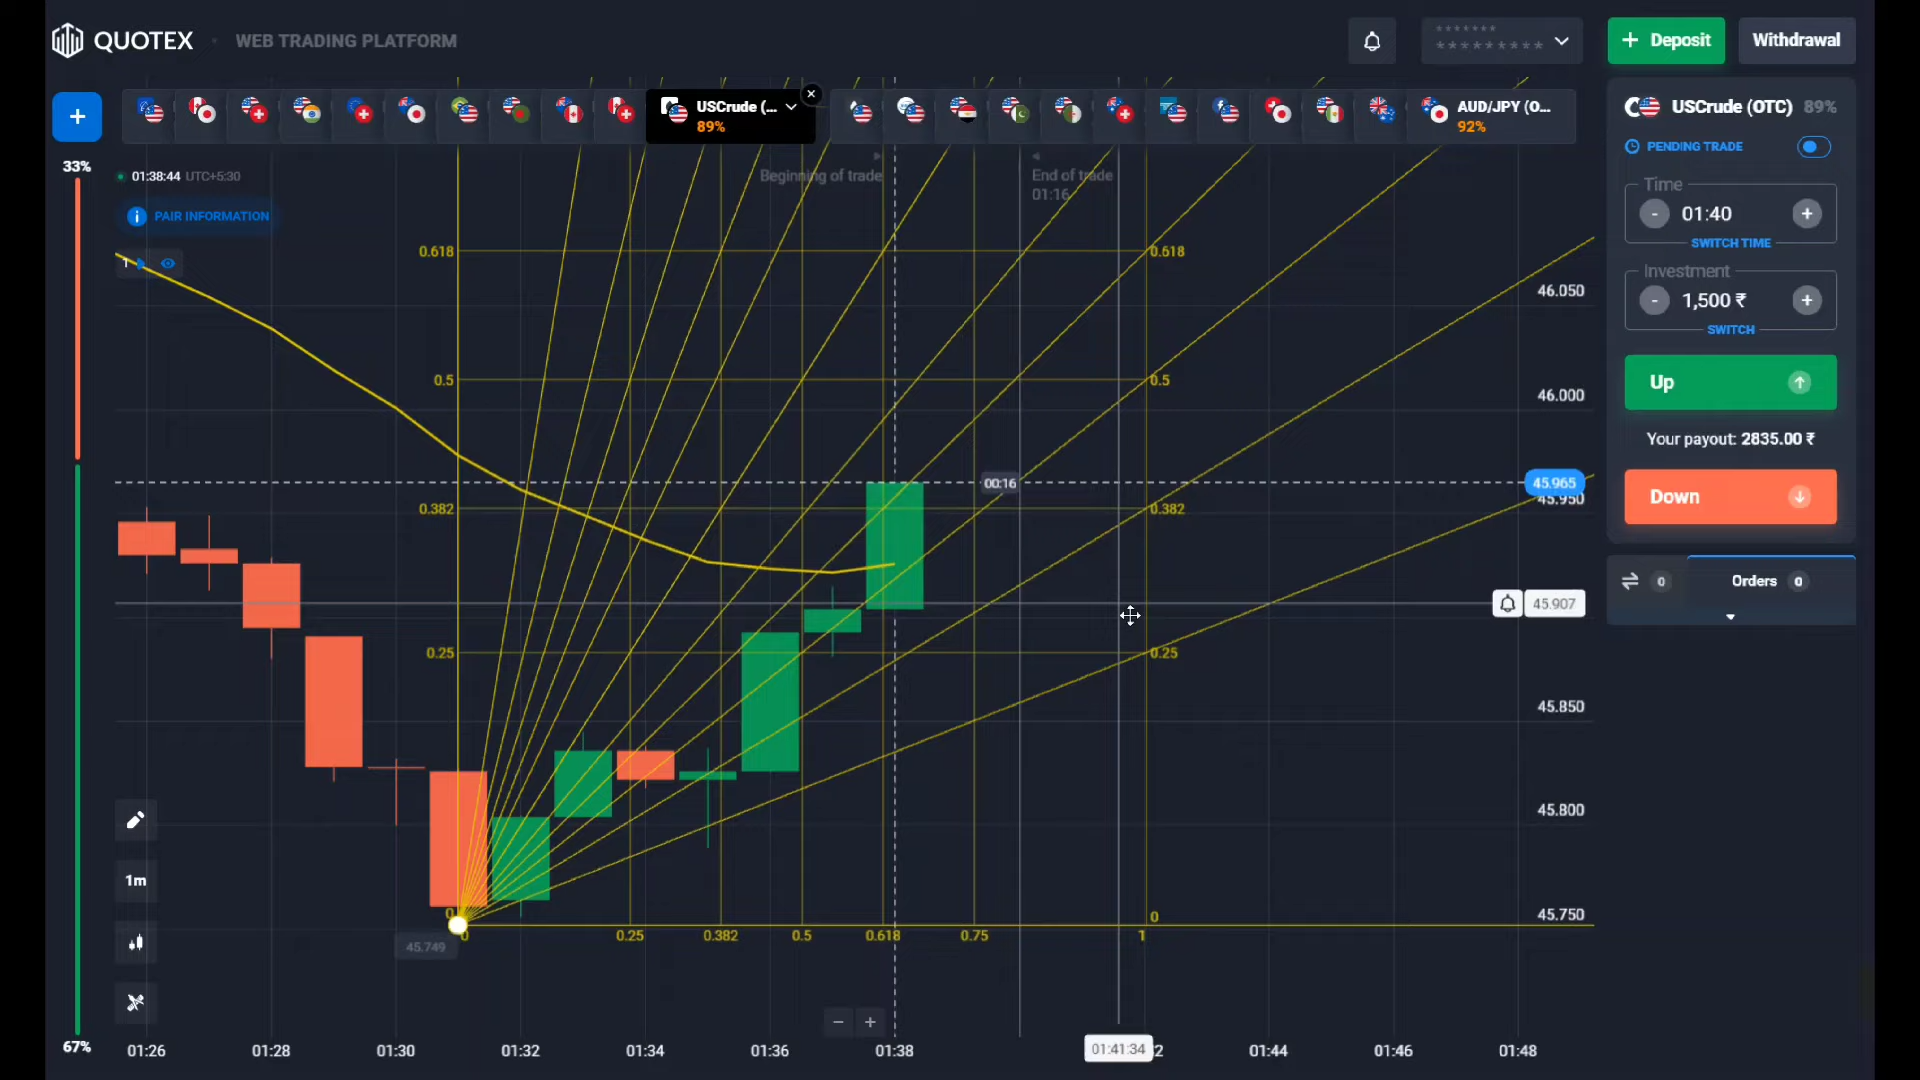 QUOTEX
WEB TRADING PLATFORM
*******
*********
+ Deposit
Withdrawal
+
USCrude (...
89%
AUD/JPY (O...
92%
USCrude (OTC) 89%
33%
01:38:44 UTC+5:30
Beginning of trade
End of trade
01:16
PENDING TRADE
PAIR INFORMATION
Time
- 01:40 +
SWITCH TIME
1
0.618
0.618
46.050
Investment
- 1,500 ₹ +
SWITCH
0.5
0.5
46.000
Up
Your payout: 2835.00 ₹
00:16
45.965
45.950
Down
0.382
0.382
0
Orders 0
45.907
0.25
0.25
45.850
45.800
1m
0
0
45.750
0
0.25
0.382
0.5
0.618
0.75
1
45.749
− +
67%
01:26
01:28
01:30
01:32
01:34
01:36
01:38
01:41:34
2
01:44
01:46
01:48